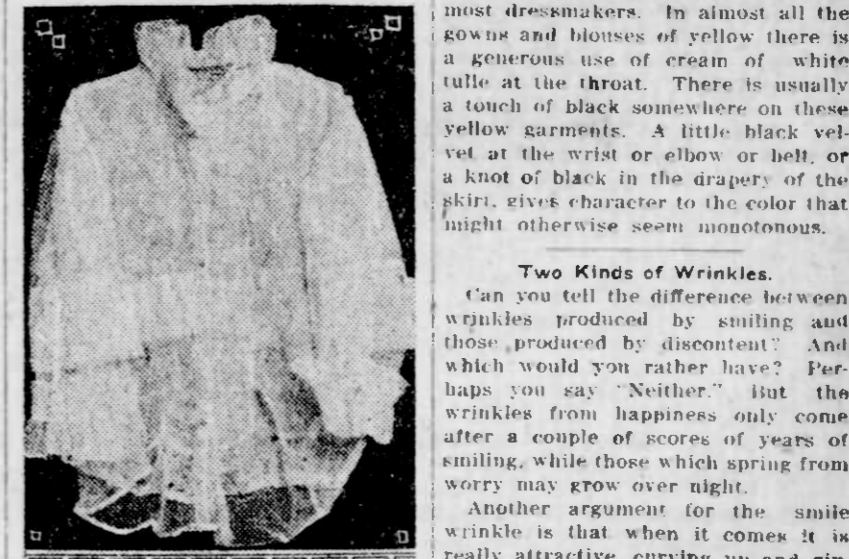 most dressmakers. In almost all the
gowns and blouses of yellow there is
a generous use of cream of white
tulle at the throat. There is usually
a touch of black somewhere on these
yellow garments. A little black vel-
vet at the wrist or elbow or belt, or
a knot of black in the drapery of the
skirt, gives character to the color that
might otherwise seem monotonous.
Two Kinds of Wrinkles.
Can you tell the difference between
wrinkles produced by smiling and
those produced by discontent? And
which would you rather have? Per-
haps you say "Neither." But the
wrinkles from happiness only come
after a couple of scores of years of
smiling, while those which spring from
worry may grow over night.
Another argument for the smile
wrinkle is that when it comes it is
really attractive, curving up and